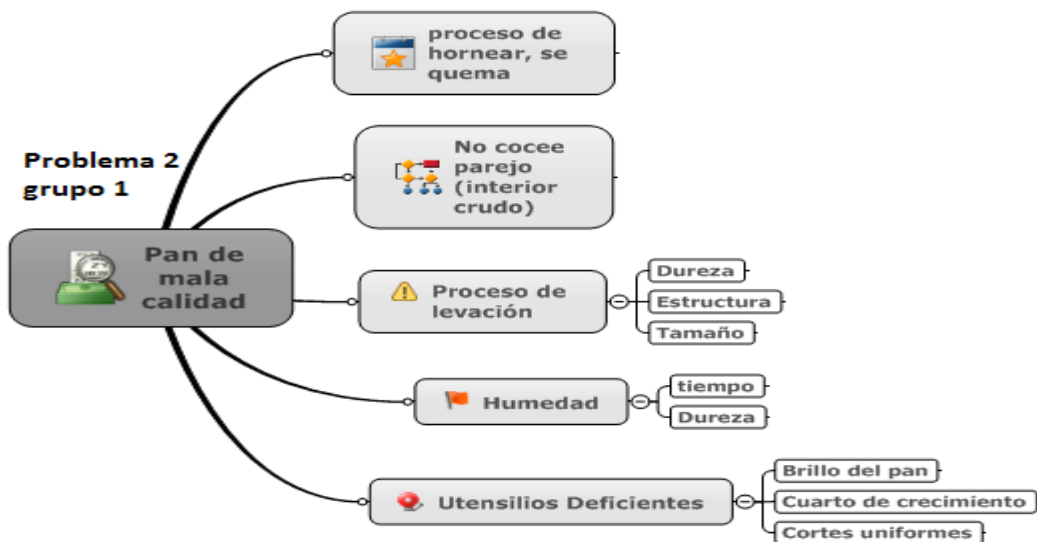 proceso de
hornear, se
quema
Problema 2
grupo 1
No cocee
parejo
(interior
crudo)
Pan de
mala
calidad
Proceso de
levación
Dureza
Estructura
Tamaño
Humedad
tiempo
Dureza
Utensilios Deficientes
Brillo del pan
Cuarto de crecimiento
Cortes uniformes